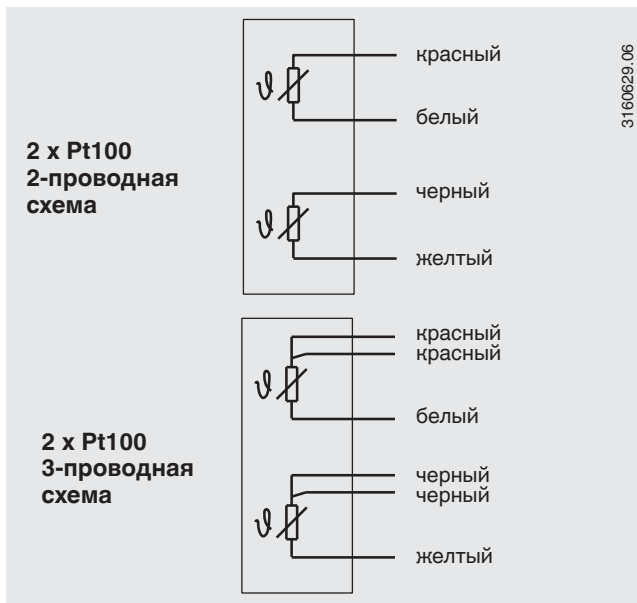 красный
белый
2 x Pt100
2-проводная
схема
черный
желтый
3160629.06
красный
красный
белый
2 x Pt100
3-проводная
схема
черный
черный
желтый
ϑ
ϑ
ϑ
ϑ